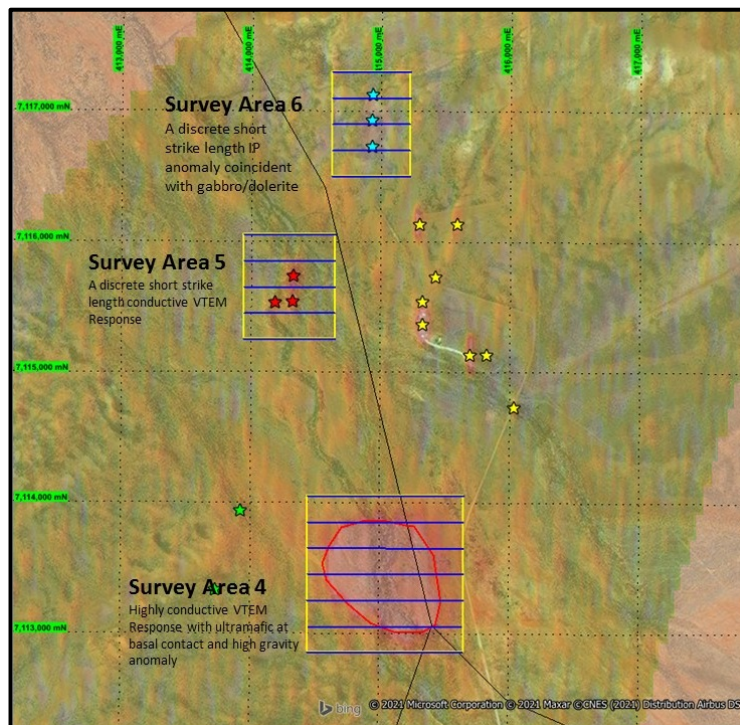 413,000 mE
414,000 mE
415,000 mE
416,000 mE
417,000 mE
7,117,000 mN
Survey Area 6
A discrete short
strike length IP
anomaly coincident
with gabbro/dolerite
7,116,000 mN
Survey Area 5
A discrete short strike
length conductive VTEM
Response
7,115,000 mN
7,114,000 mN
Survey Area 4
Highly conductive VTEM
Response with ultramafic at
basal contact and high gravity
anomaly
7,113,000 mN
bing
© 2021 Microsoft Corporation © 2021 Maxar ©CNES (2021) Distribution Airbus DS